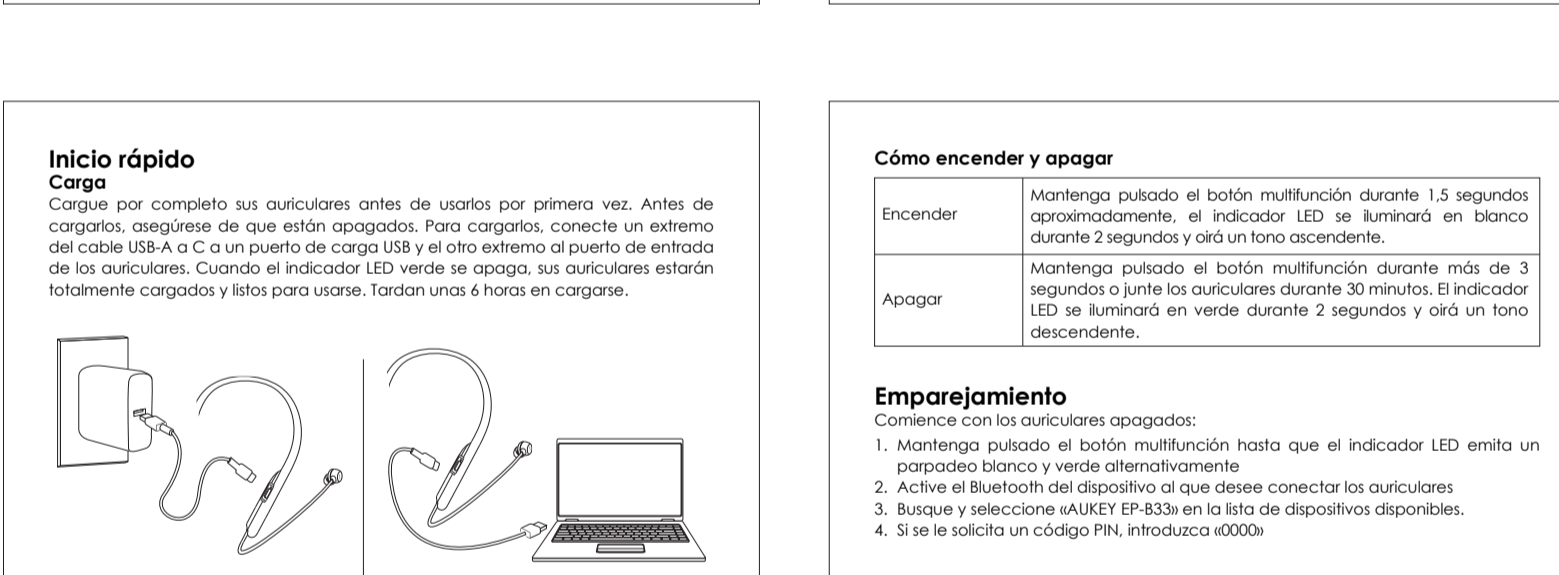 Inicio rápido
Carga
Cargue por completo sus auriculares antes de usarlos por primera vez. Antes de
cargarlos, asegúrese de que están apagados. Para cargarlos, conecte un extremo
del cable USB-A a C a un puerto de carga USB y el otro extremo al puerto de entrada
de los auriculares. Cuando el indicador LED verde se apaga, sus auriculares estarán
totalmente cargados y listos para usarse. Tardan unas 6 horas en cargarse.
Cómo encender y apagar
Encender
Mantenga pulsado el botón multifunción durante 1,5 segundos
aproximadamente, el indicador LED se iluminará en blanco
durante 2 segundos y oirá un tono ascendente.
Apagar
Mantenga pulsado el botón multifunción durante más de 3
segundos o junte los auriculares durante 30 minutos. El indicador
LED se iluminará en verde durante 2 segundos y oirá un tono
descendente.
Emparejamiento
Comience con los auriculares apagados:
1. Mantenga pulsado el botón multifunción hasta que el indicador LED emita un
parpadeo blanco y verde alternativamente
2. Active el Bluetooth del dispositivo al que desee conectar los auriculares
3. Busque y seleccione «AUKEY EP-B33» en la lista de dispositivos disponibles.
4. Si se le solicita un código PIN, introduzca «0000»